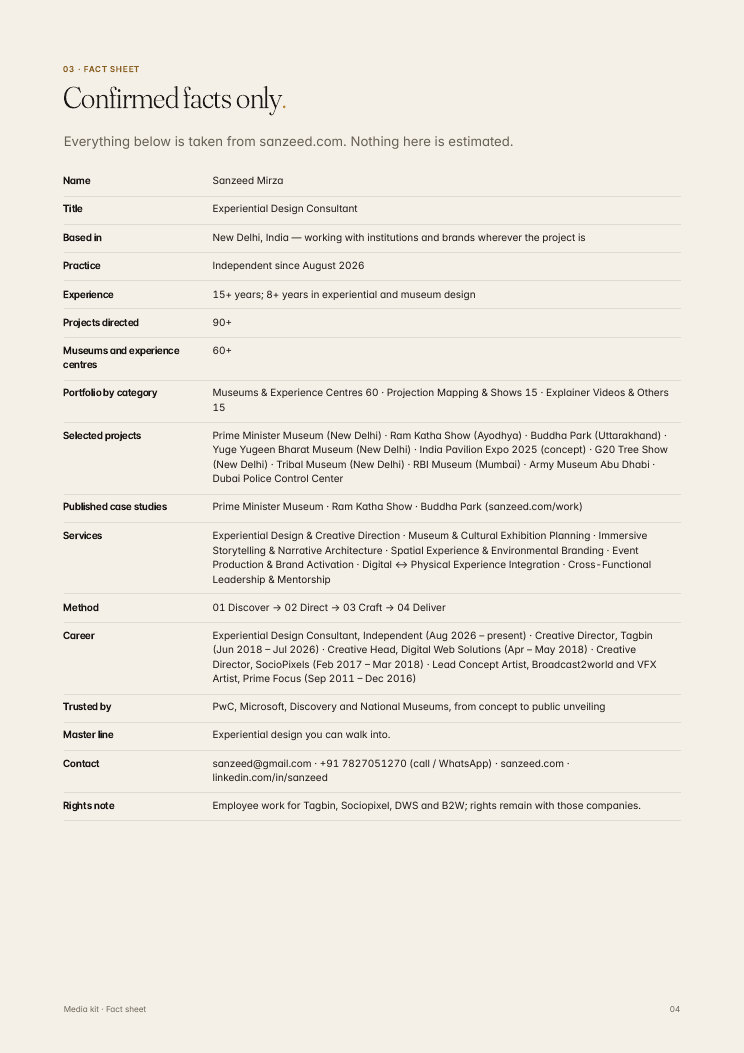 03 · FACT SHEET
Confirmed facts only.
Everything below is taken from sanzeed.com. Nothing here is estimated.
Name Sanzeed Mirza
Title Experiential Design Consultant
Based in New Delhi, India — working with institutions and brands wherever the project is
Practice Independent since August 2026
Experience 15+ years; 8+ years in experiential and museum design
Projects directed 90+
Museums and experience 60+
centres
Portfolio by category Museums & Experience Centres 60 · Projection Mapping & Shows 15 · Explainer Videos & Others
15
Selected projects Prime Minister Museum (New Delhi) · Ram Katha Show (Ayodhya) · Buddha Park (Uttarakhand) ·
Yuge Yugeen Bharat Museum (New Delhi) · India Pavilion Expo 2025 (concept) · G20 Tree Show
(New Delhi) · Tribal Museum (New Delhi) · RBI Museum (Mumbai) · Army Museum Abu Dhabi ·
Dubai Police Control Center
Published case studies Prime Minister Museum · Ram Katha Show · Buddha Park (sanzeed.com/work)
Services Experiential Design & Creative Direction · Museum & Cultural Exhibition Planning · Immersive
Storytelling & Narrative Architecture · Spatial Experience & Environmental Branding · Event
Production & Brand Activation · Digital ↔ Physical Experience Integration · Cross-Functional
Leadership & Mentorship
Method 01 Discover → 02 Direct → 03 Craft → 04 Deliver
Career Experiential Design Consultant, Independent (Aug 2026 – present) · Creative Director, Tagbin
(Jun 2018 – Jul 2026) · Creative Head, Digital Web Solutions (Apr – May 2018) · Creative
Director, SocioPixels (Feb 2017 – Mar 2018) · Lead Concept Artist, Broadcast2world and VFX
Artist, Prime Focus (Sep 2011 – Dec 2016)
Trusted by PwC, Microsoft, Discovery and National Museums, from concept to public unveiling
Master line Experiential design you can walk into.
Contact sanzeed@gmail.com · +91 7827051270 (call / WhatsApp) · sanzeed.com ·
linkedin.com/in/sanzeed
Rights note Employee work for Tagbin, Sociopixel, DWS and B2W; rights remain with those companies.
Media kit · Fact sheet 04